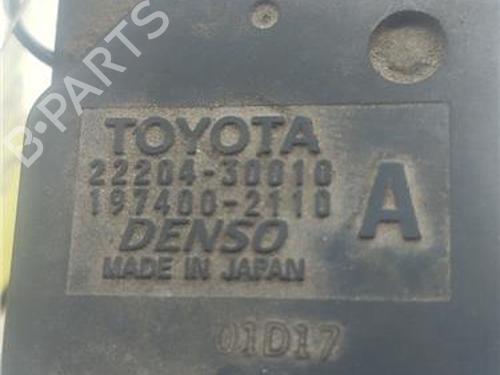 B-PARTS
TOYOTA
22204-30010
197400-2110
A
DENSO
MADE IN JAPAN
01D17